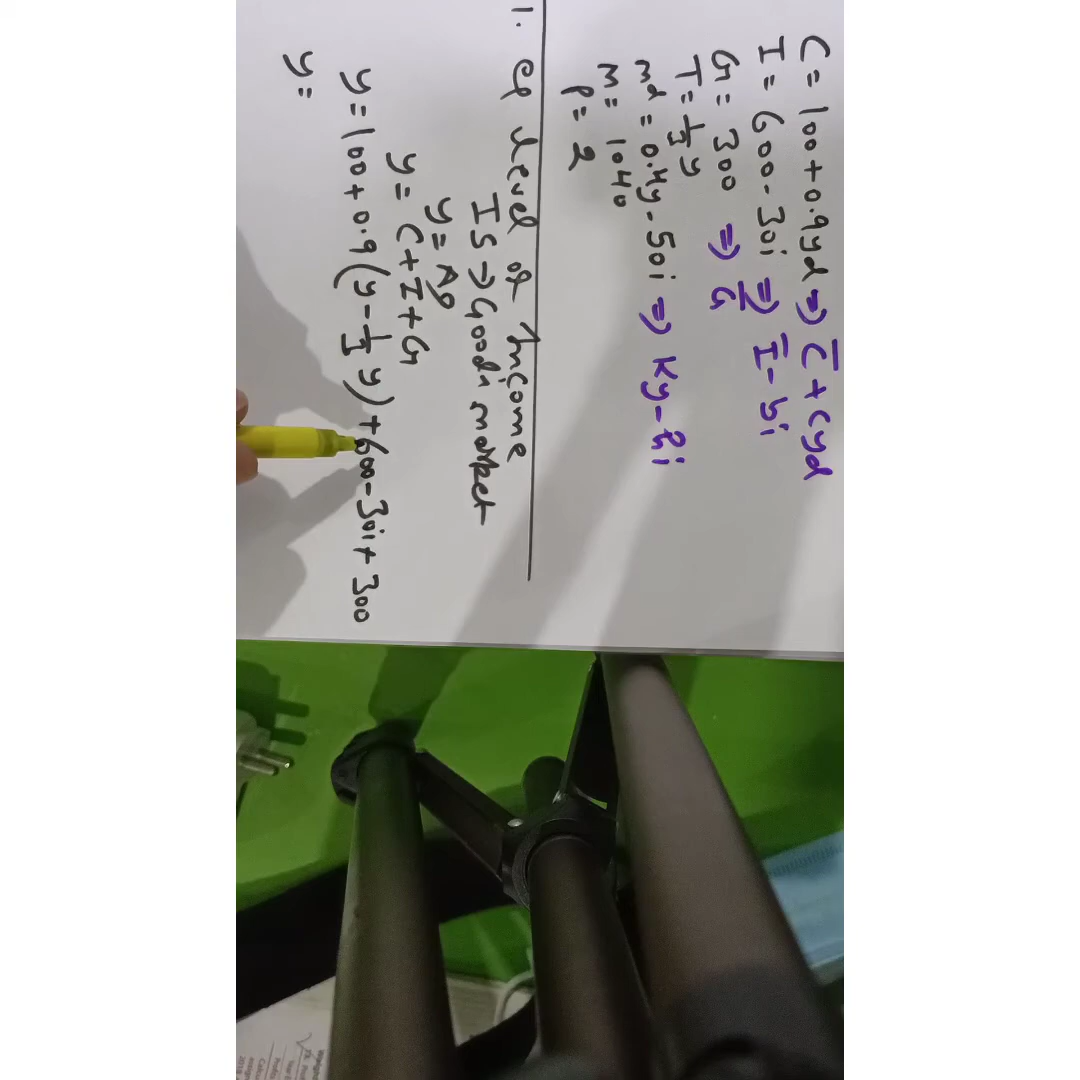 C = 100 + 0.9yd ⇒ C̅ + cyd
I = 600 - 30i ⇒ I̅ - bi
G = 300 ⇒ G̅
T = 1/3 y
md = 0.4y - 50i ⇒ Ky - hi
M = 1040
P = 2
1. eq level of Income
IS → Goods market
y = AD
y = C + I + G
y = 100 + 0.9(y - 1/3 y) + 600 - 30i + 300
y =